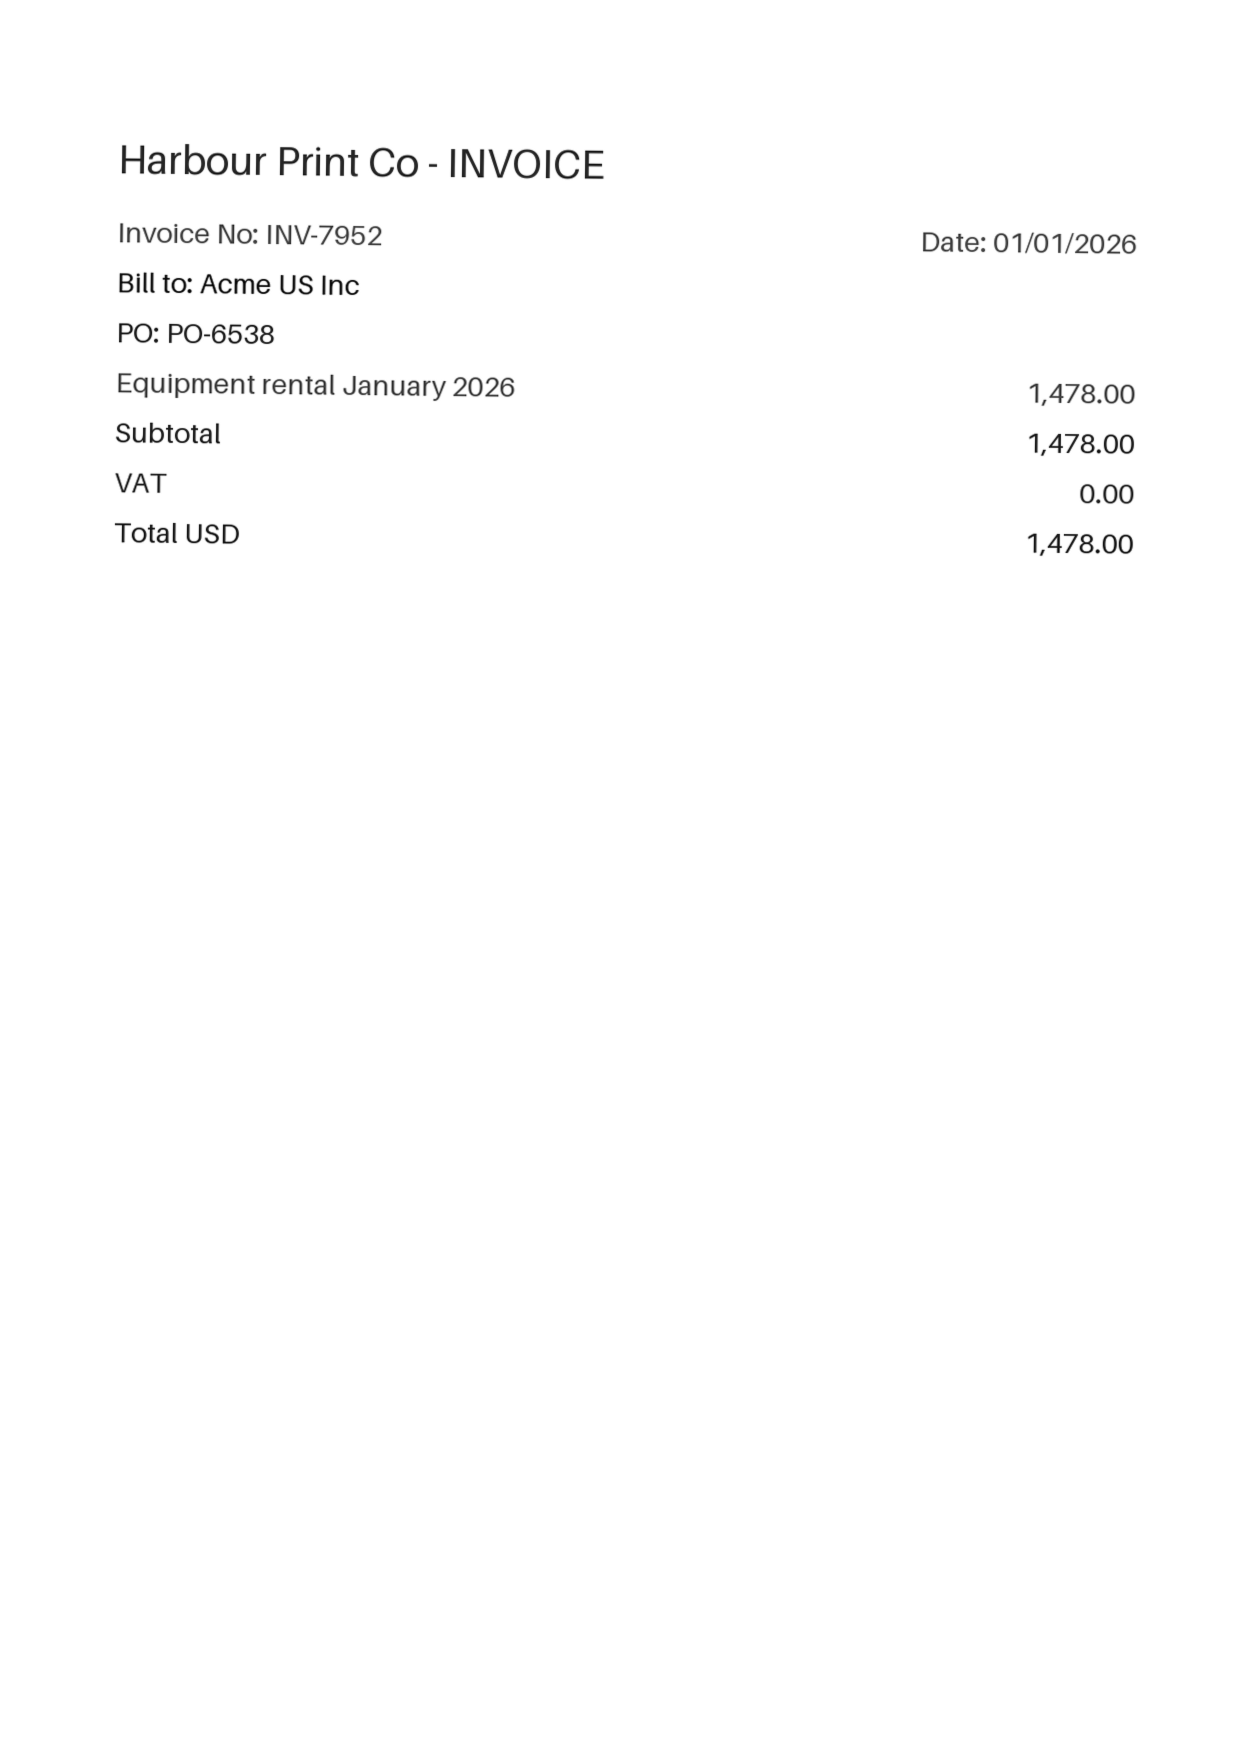 Harbour Print Co - INVOICE
Invoice No: INV-7952 Date: 01/01/2026
Bill to: Acme US Inc
PO: PO-6538
Equipment rental January 2026 1,478.00
Subtotal 1,478.00
VAT 0.00
Total USD 1,478.00